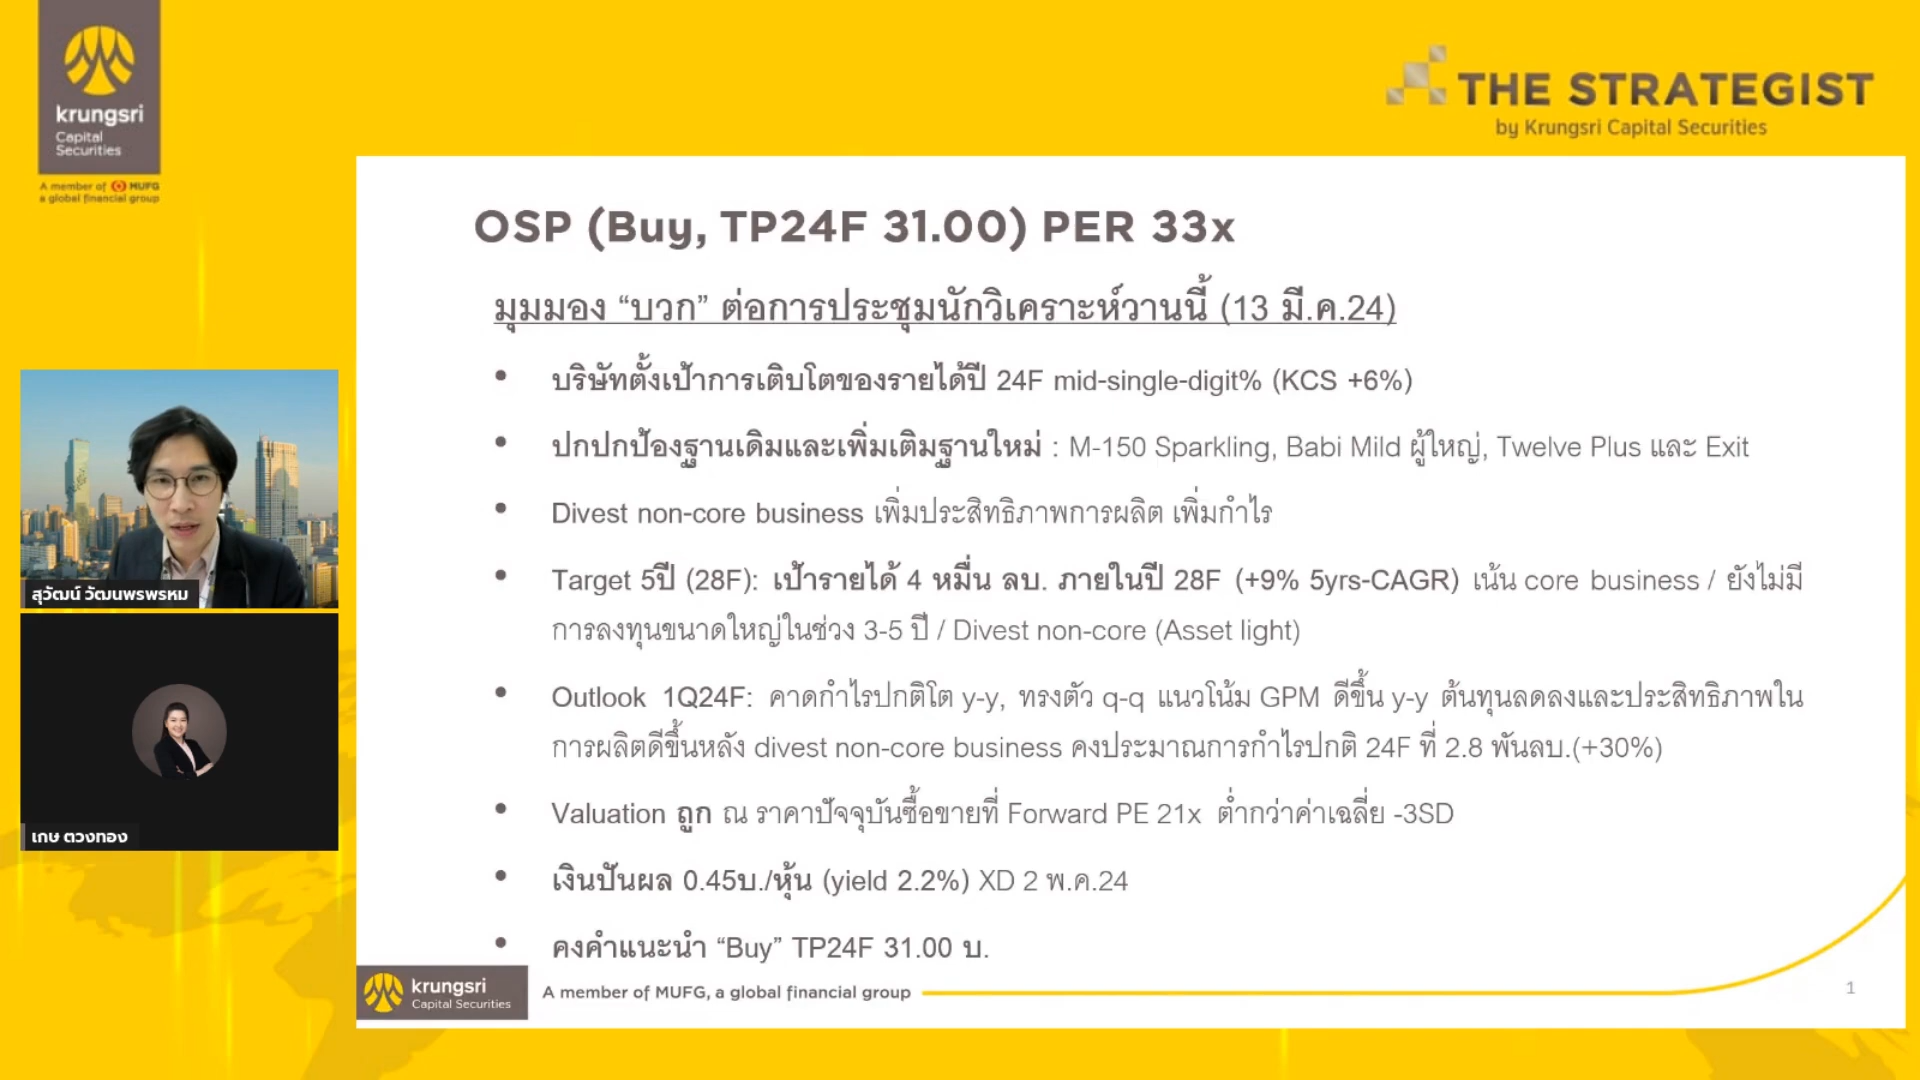 krungsri
Capital
Securities
A member of MUFG
a global financial group
THE STRATEGIST
by Krungsri Capital Securities
OSP (Buy, TP24F 31.00) PER 33x
มุมมอง “บวก” ต่อการประชุมนักวิเคราะห์วานนี้ (13 มี.ค.24)
• บริษัทตั้งเป้าการเติบโตของรายได้ปี 24F mid-single-digit% (KCS +6%)
• ปกปกป้องฐานเดิมและเพิ่มเติมฐานใหม่ : M-150 Sparkling, Babi Mild ผู้ใหญ่, Twelve Plus และ Exit
• Divest non-core business เพิ่มประสิทธิภาพการผลิต เพิ่มกำไร
• Target 5ปี (28F): เป้ารายได้ 4 หมื่น ลบ. ภายในปี 28F (+9% 5yrs-CAGR) เน้น core business / ยังไม่มี
การลงทุนขนาดใหญ่ในช่วง 3-5 ปี / Divest non-core (Asset light)
• Outlook 1Q24F: คาดกำไรปกติโต y-y, ทรงตัว q-q แนวโน้ม GPM ดีขึ้น y-y ต้นทุนลดลงและประสิทธิภาพใน
การผลิตดีขึ้นหลัง divest non-core business คงประมาณการกำไรปกติ 24F ที่ 2.8 พันลบ.(+30%)
• Valuation ถูก ณ ราคาปัจจุบันซื้อขายที่ Forward PE 21x ต่ำกว่าค่าเฉลี่ย -3SD
• เงินปันผล 0.45บ./หุ้น (yield 2.2%) XD 2 พ.ค.24
• คงคำแนะนำ “Buy” TP24F 31.00 บ.
สุวัฒน์ วัฒนพรพรหม
เกษ ตวงทอง
krungsri
Capital Securities
A member of MUFG, a global financial group
1